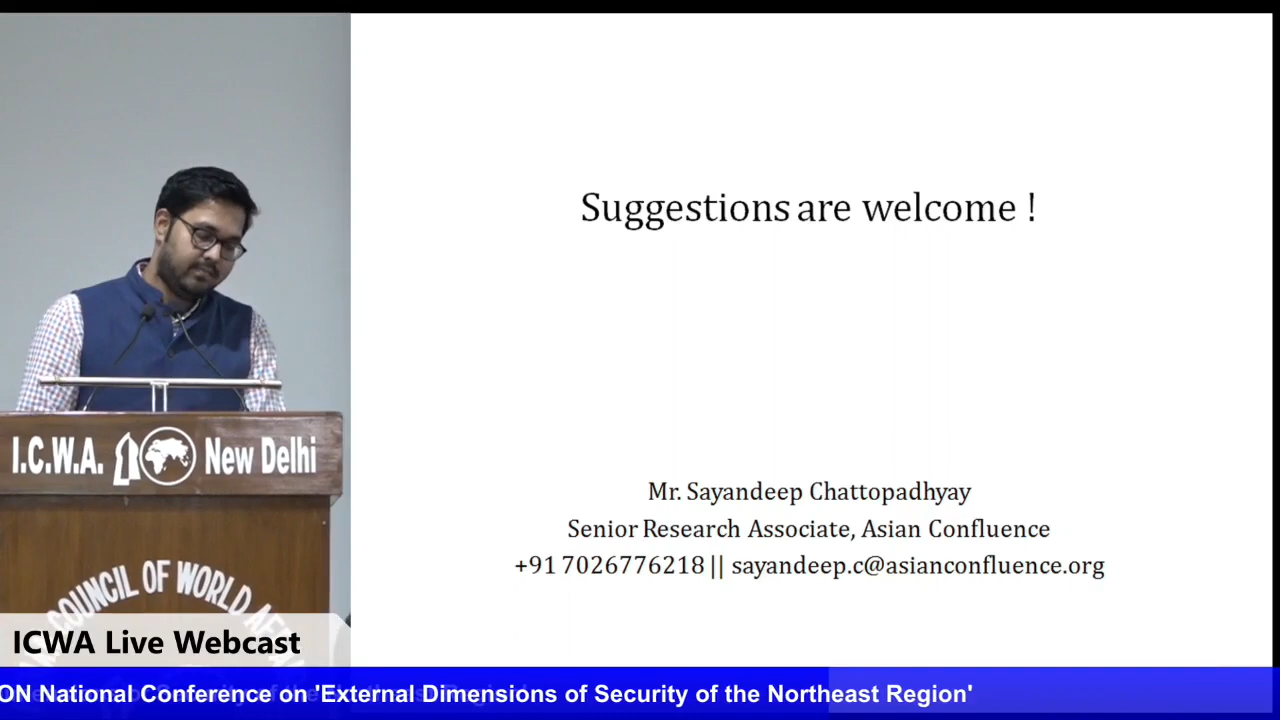 Suggestions are welcome !
Mr. Sayandeep Chattopadhyay
Senior Research Associate, Asian Confluence
+91 7026776218 || sayandeep.c@asianconfluence.org
I.C.W.A. New Delhi
COUNCIL OF WORLD
ICWA Live Webcast
ON National Conference on 'External Dimensions of Security of the Northeast Region'